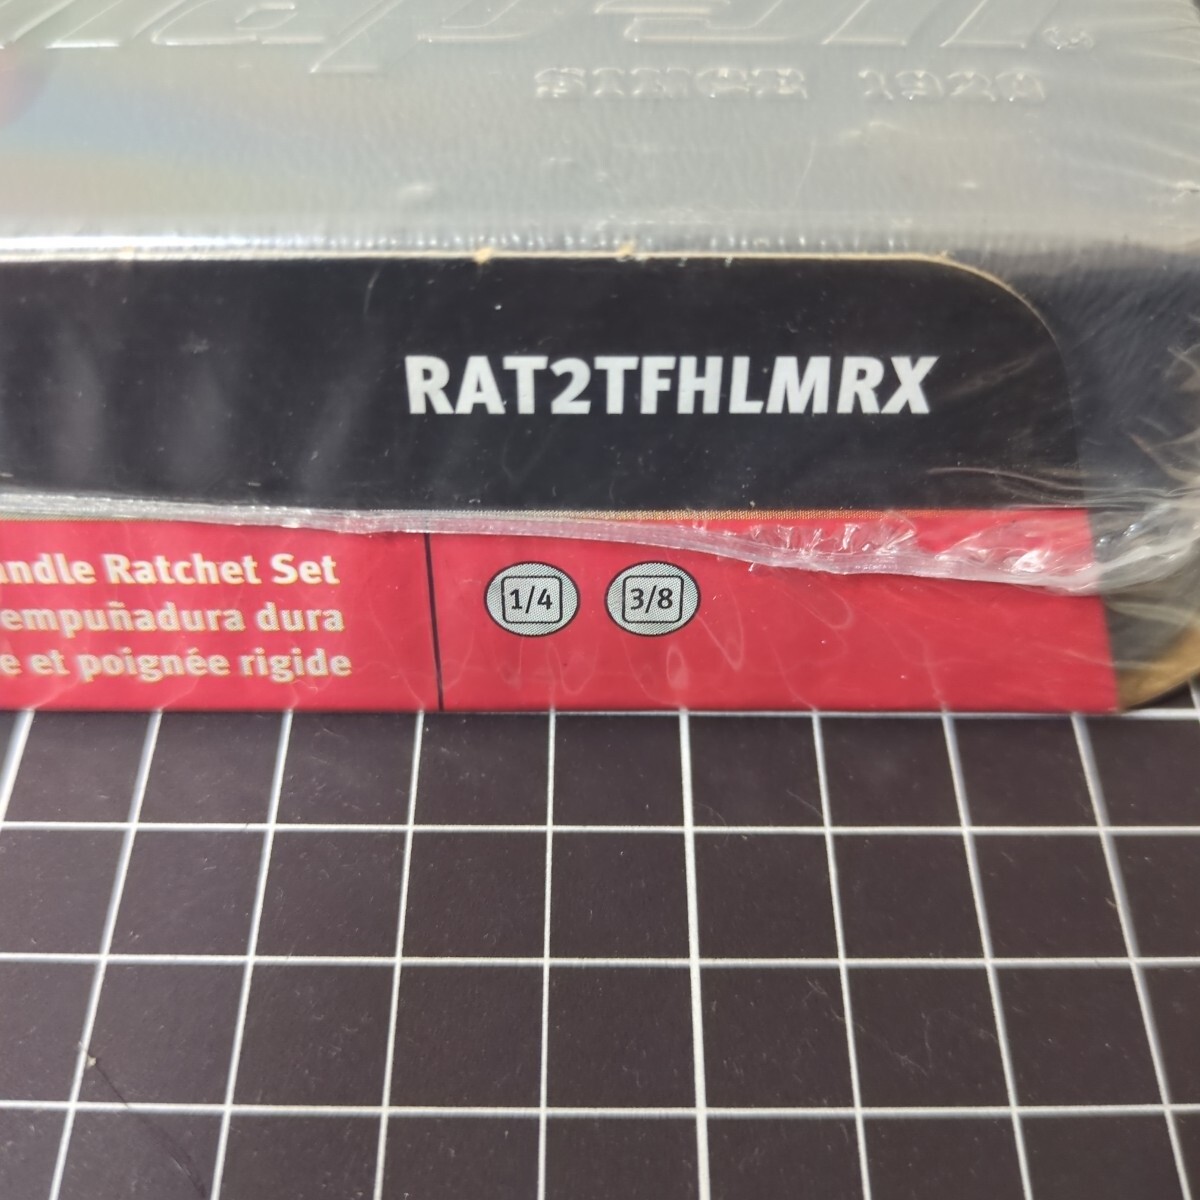 SINCE 1920
RAT2TFHLMRX
andle Ratchet Set
empuñadura dura
e et poignée rigide
1/4
3/8